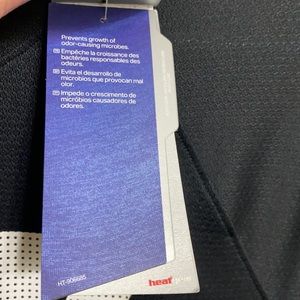 Prevents growth of
odor-causing microbes.
Empêche la croissance des
bactéries responsables des
odeurs.
Evita el desarrollo de
microbios que provocan mal
olor.
Impede o crescimento de
micróbios causadores de
odores.
HT-906685
heat